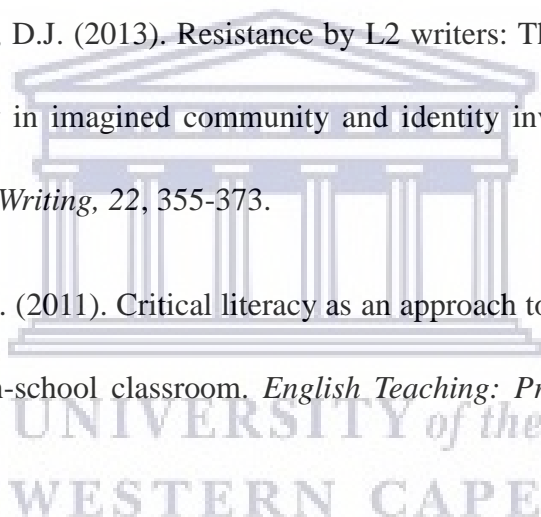 D.J. (2013). Resistance by L2 writers: Th
in imagined community and identity inv
Writing, 22, 355-373.
. (2011). Critical literacy as an approach to
-school classroom. English Teaching: Pr
UNIVERSITY of the
WESTERN CAPE